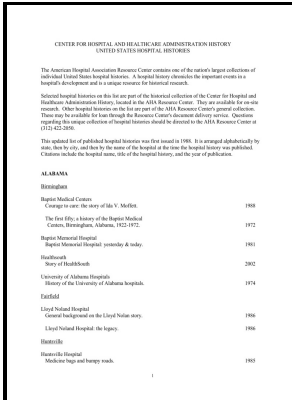 CENTER FOR HOSPITAL AND HEALTHCARE ADMINISTRATION HISTORY
UNITED STATES HOSPITAL HISTORIES
The American Hospital Association Resource Center contains one of the nation's largest collections of
individual United States hospital histories. A hospital history chronicles the important events in a
hospital's development and is a unique resource for historical research.
Selected hospital histories on this list are part of the historical collection of the Center for Hospital and
Healthcare Administration History, located in the AHA Resource Center. They are available for on-site
research. Other hospital histories on the list are part of the AHA Resource Center's general collection.
These may be available for loan through the Resource Center's document delivery service. Questions
regarding this unique collection of hospital histories should be directed to the AHA Resource Center at
(312) 422-2050.
This updated list of published hospital histories was first issued in 1988. It is arranged alphabetically by
state, then by city, and then by the name of the hospital at the time the hospital history was published.
Citations include the hospital name, title of the hospital history, and the year of publication.
ALABAMA
Birmingham
Baptist Medical Centers
Courage to care: the story of Ida V. Moffett. 1988
The first fifty; a history of the Baptist Medical
Centers, Birmingham, Alabama, 1922-1972. 1972
Baptist Memorial Hospital
Baptist Memorial Hospital: yesterday & today. 1981
Healthsouth
Story of HealthSouth 2002
University of Alabama Hospitals
History of the University of Alabama hospitals. 1974
Fairfield
Lloyd Noland Hospital
General background on the Lloyd Nolan story. 1986
Lloyd Noland Hospital: the legacy. 1986
Huntsville
Huntsville Hospital
Medicine bags and bumpy roads. 1985
1